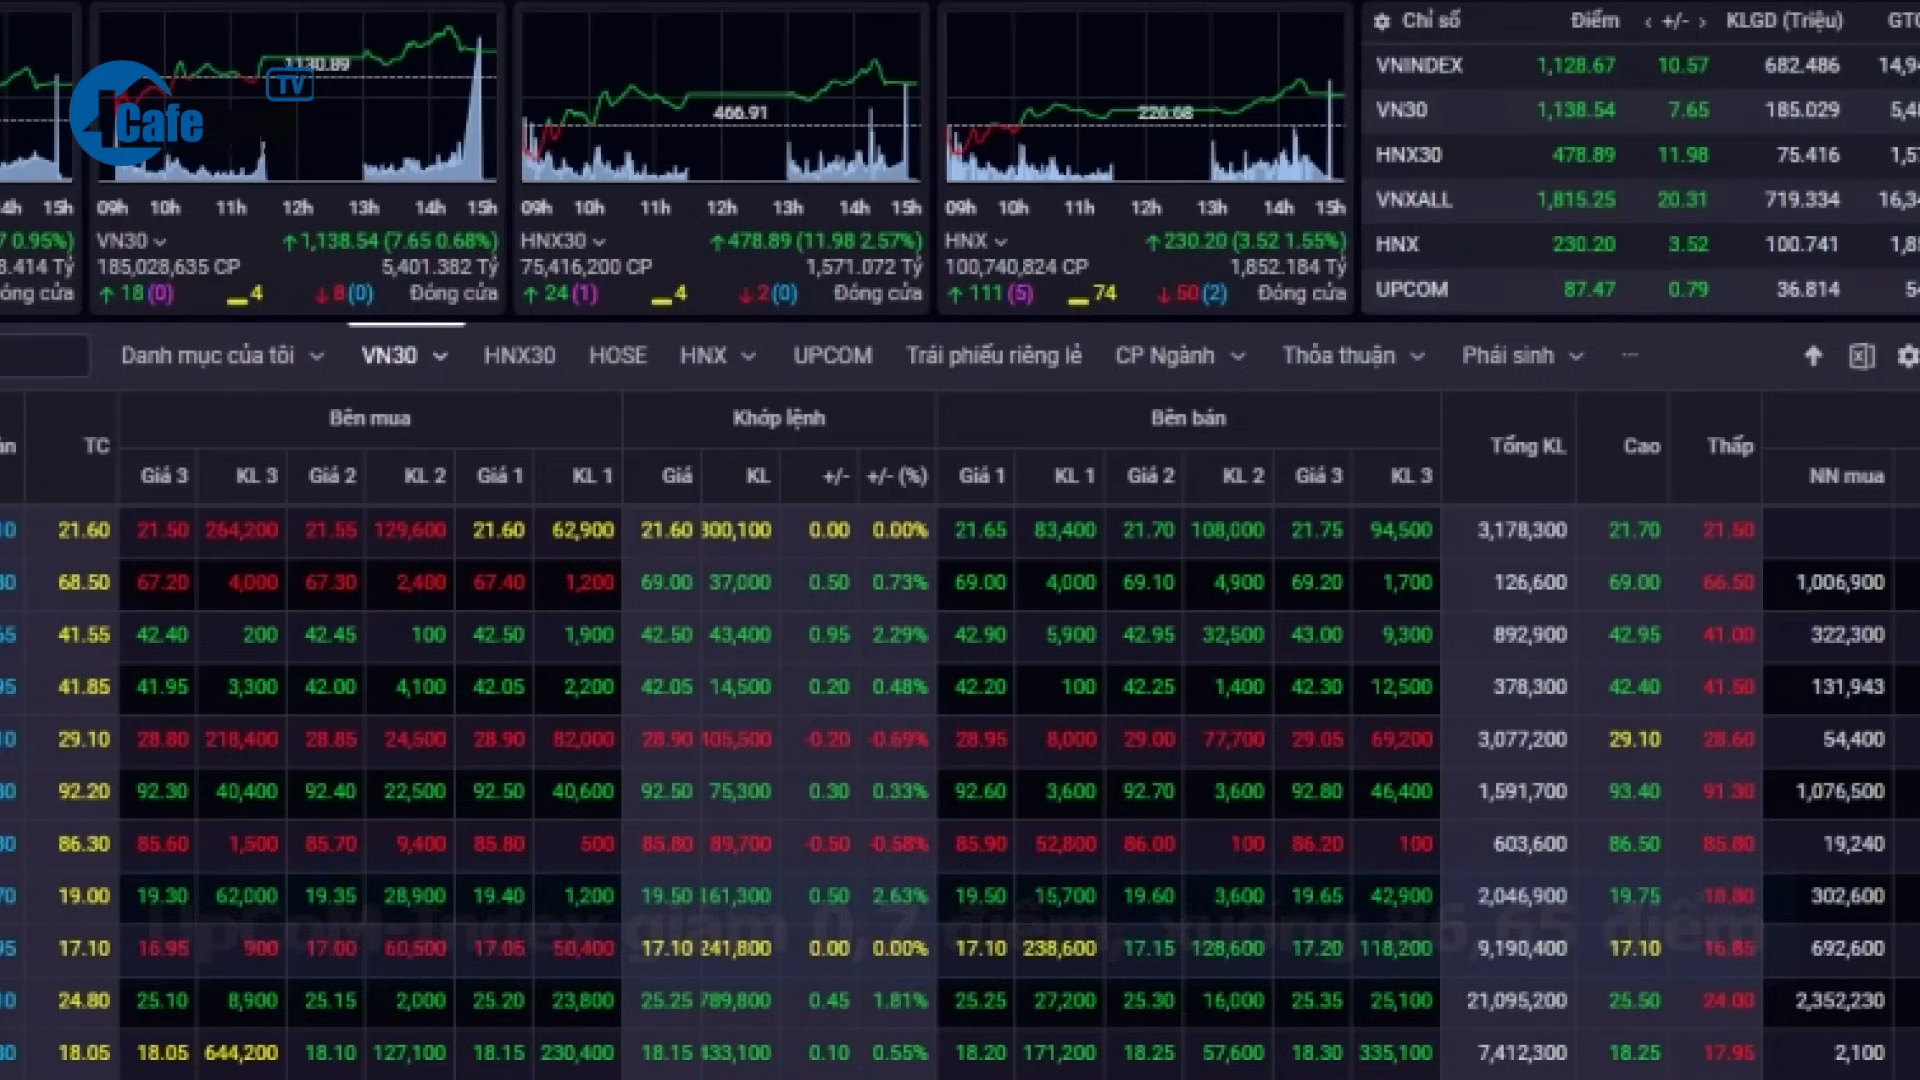 Cafe TV
1130.89
466.91
226.68
4h 15h
09h 10h 11h 12h 13h 14h 15h
09h 10h 11h 12h 13h 14h 15h
09h 10h 11h 12h 13h 14h 15h
7 0.95%)
8.414 Tỷ
óng cửa
VN30 1,138.54 (7.65 0.68%)
185,028,635 CP 5,401.382 Tỷ
18 (0) 4 8 (0) Đóng cửa
HNX30 478.89 (11.98 2.57%)
75,416,200 CP 1,571.072 Tỷ
24 (1) 4 2 (0) Đóng cửa
HNX 230.20 (3.52 1.55%)
100,740,824 CP 1,852.184 Tỷ
111 (5) 74 50 (2) Đóng cửa
Chỉ số Điểm ‹ +/- › KLGD (Triệu) GT
VNINDEX 1,128.67 10.57 682.486 14,9
VN30 1,138.54 7.65 185.029 5,4
HNX30 478.89 11.98 75.416 1,5
VNXALL 1,815.25 20.31 719.334 16,3
HNX 230.20 3.52 100.741 1,8
UPCOM 87.47 0.79 36.814 5
Danh mục của tôi VN30 HNX30 HOSE HNX UPCOM Trái phiếu riêng lẻ CP Ngành Thỏa thuận Phái sinh ...
TC Bên mua Khớp lệnh Bên bán Tổng KL Cao Thấp
Giá 3 KL 3 Giá 2 KL 2 Giá 1 KL 1 Giá KL +/- +/- (%) Giá 1 KL 1 Giá 2 KL 2 Giá 3 KL 3 NN mua
0 21.60 21.50 264,200 21.55 129,600 21.60 62,900 21.60 300,100 0.00 0.00% 21.65 83,400 21.70 108,000 21.75 94,500 3,178,300 21.70 21.50
30 68.50 67.20 4,000 67.30 2,400 67.40 1,200 69.00 37,000 0.50 0.73% 69.00 4,000 69.10 4,900 69.20 1,700 126,600 69.00 66.50 1,006,900
55 41.55 42.40 200 42.45 100 42.50 1,900 42.50 43,400 0.95 2.29% 42.90 5,900 42.95 32,500 43.00 9,300 892,900 42.95 41.00 322,300
95 41.85 41.95 3,300 42.00 4,100 42.05 2,200 42.05 14,500 0.20 0.48% 42.20 100 42.25 1,400 42.30 12,500 378,300 42.40 41.50 131,943
10 29.10 28.80 218,400 28.85 24,500 28.90 82,000 28.90 405,500 -0.20 -0.69% 28.95 8,000 29.00 77,700 29.05 69,200 3,077,200 29.10 28.60 54,400
30 92.20 92.30 40,400 92.40 22,500 92.50 40,600 92.50 75,300 0.30 0.33% 92.60 3,600 92.70 3,600 92.80 46,400 1,591,700 93.40 91.30 1,076,500
30 86.30 85.60 1,500 85.70 9,400 85.80 500 85.80 89,700 -0.50 -0.58% 85.90 52,800 86.00 100 86.20 100 603,600 86.50 85.80 19,240
70 19.00 19.30 62,000 19.35 28,900 19.40 1,200 19.50 161,300 0.50 2.63% 19.50 15,700 19.60 3,600 19.65 42,900 2,046,900 19.75 18.80 302,600
UpCoM-Index giảm 0,7 điểm, xuống 86,65 điểm
95 17.10 16.95 900 17.00 60,500 17.05 50,400 17.10 241,800 0.00 0.00% 17.10 238,600 17.15 128,600 17.20 118,200 9,190,400 17.10 16.85 692,600
10 24.80 25.10 8,900 25.15 2,000 25.20 23,800 25.25 789,800 0.45 1.81% 25.25 27,200 25.30 16,000 25.35 25,100 21,095,200 25.50 24.00 2,352,230
30 18.05 18.05 644,200 18.10 127,100 18.15 230,400 18.15 433,100 0.10 0.55% 18.20 171,200 18.25 57,600 18.30 335,100 7,412,300 18.25 17.95 2,100